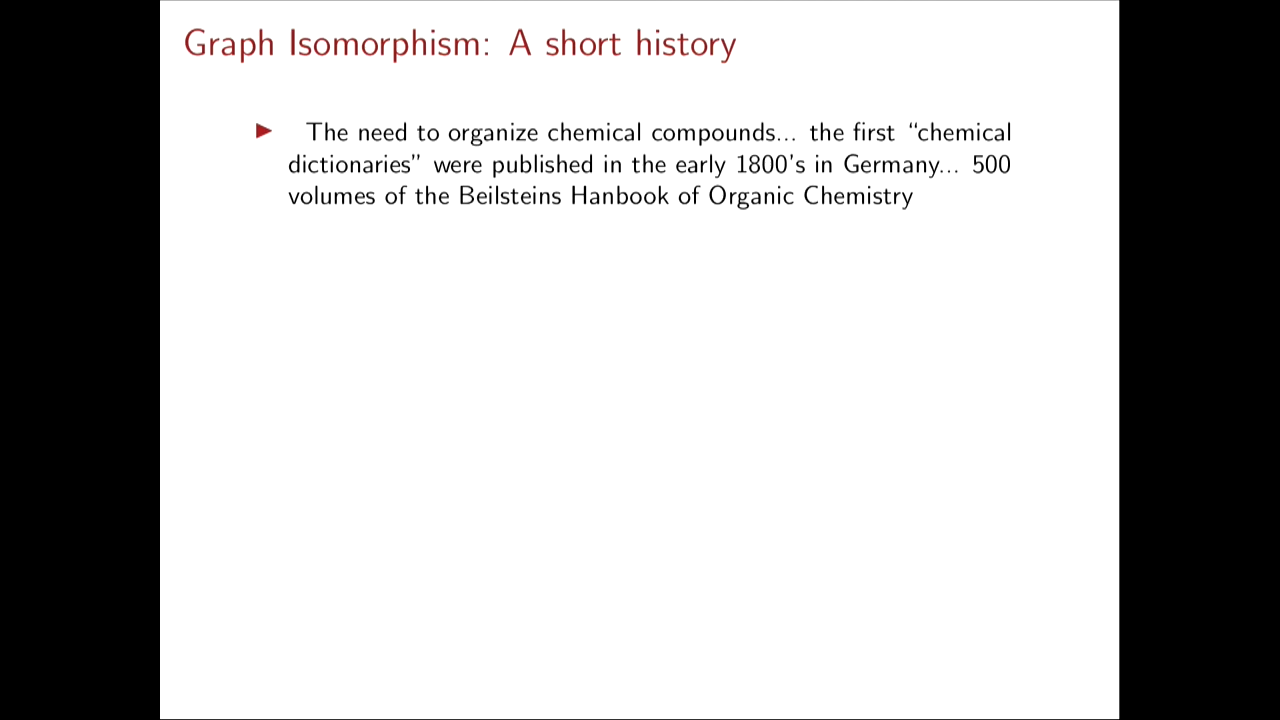 Graph Isomorphism: A short history
The need to organize chemical compounds... the first “chemical
dictionaries” were published in the early 1800’s in Germany... 500
volumes of the Beilsteins Hanbook of Organic Chemistry